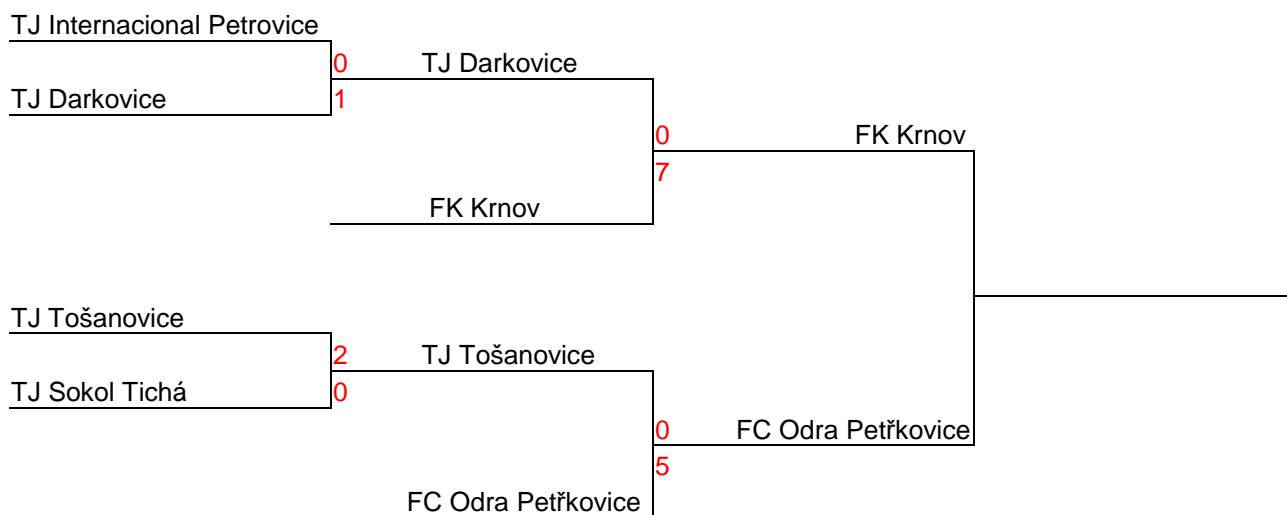 TJ Internacional Petrovice
0 TJ Darkovice
TJ Darkovice 1
0 FK Krnov
7
FK Krnov
TJ Tošanovice
2 TJ Tošanovice
TJ Sokol Tichá 0
0 FC Odra Petřkovice
5
FC Odra Petřkovice